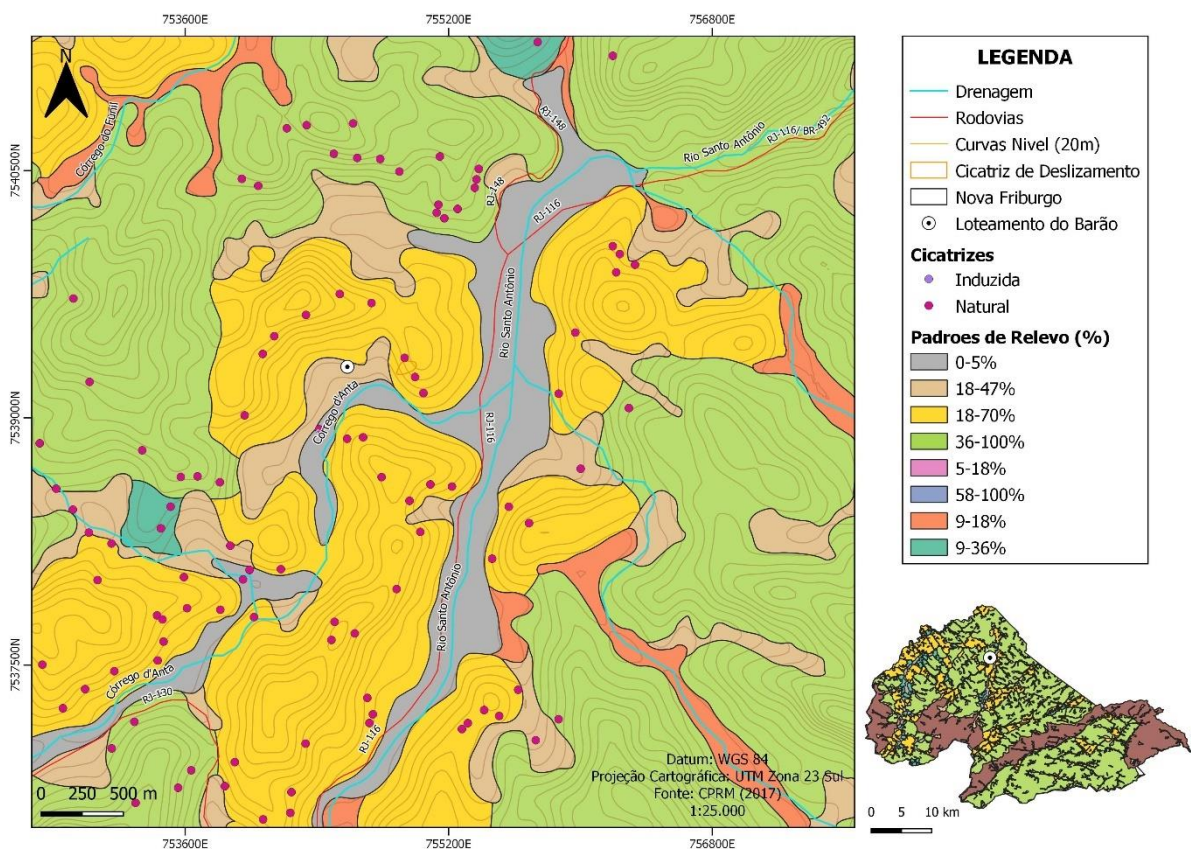 753600E
755200E
756800E
7540500N
7539000N
7537500N
N
Córrego do Funil
RJ-148
RJ-116/ BR-492
Rio Santo Antônio
RJ-148
RJ-116
Rio Santo Antônio
Córrego d'Anta
RJ-116
Rio Santo Antônio
Córrego d'Anta
RJ-130
RJ-116
0 250 500 m
Datum: WGS 84
Projeção Cartográfica: UTM Zona 23 Sul
Fonte: CPRM (2017)
1:25.000
753600E
755200E
756800E
LEGENDA
Drenagem
Rodovias
Curvas Nivel (20m)
Cicatriz de Deslizamento
Nova Friburgo
Loteamento do Barão
Cicatrizes
Induzida
Natural
Padroes de Relevo (%)
0-5%
18-47%
18-70%
36-100%
5-18%
58-100%
9-18%
9-36%
0 5 10 km